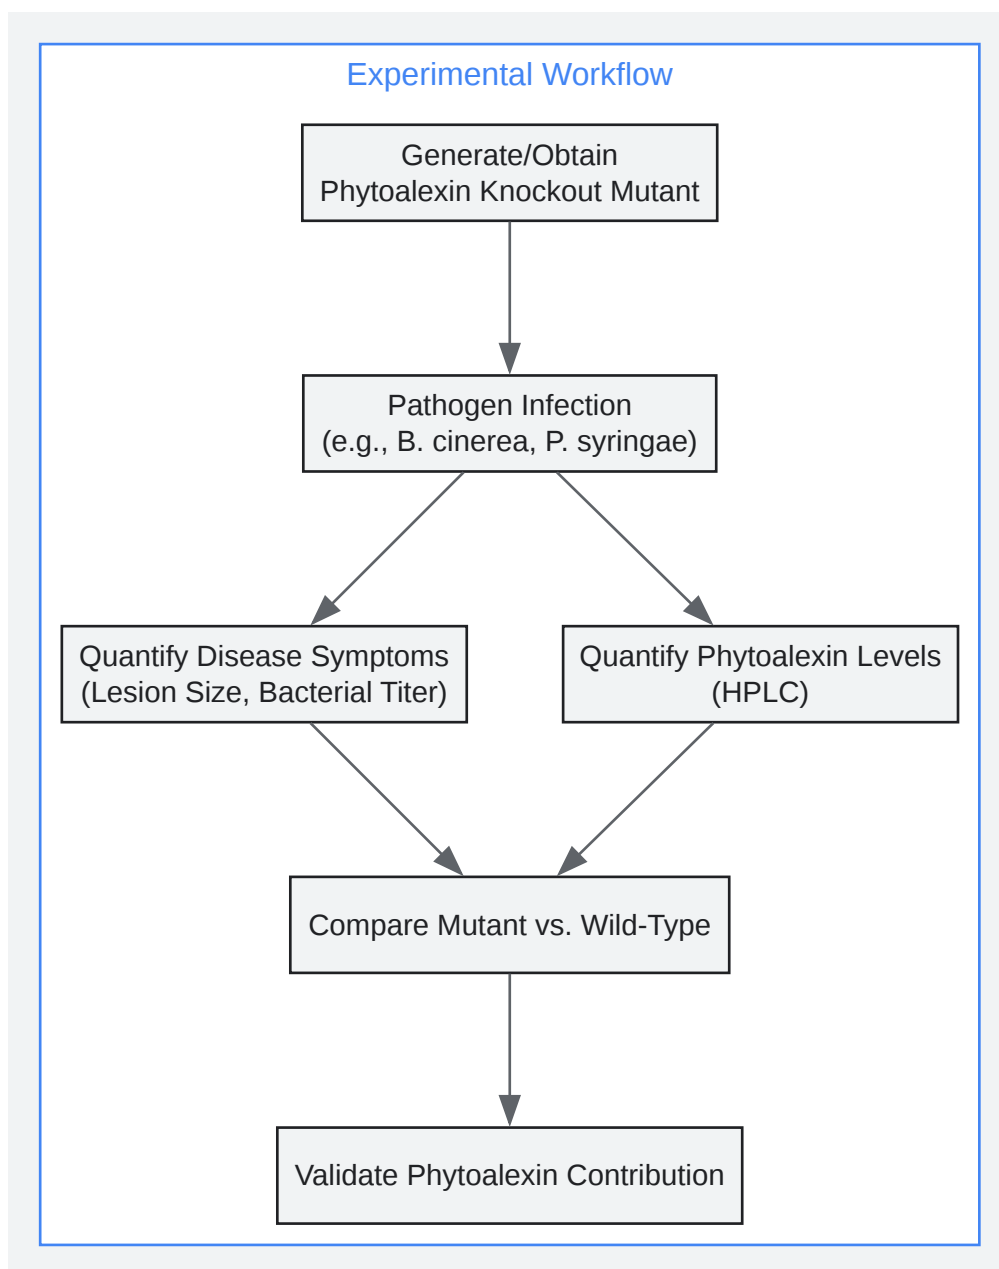 Experimental Workflow
Generate/Obtain
Phytoalexin Knockout Mutant
Pathogen Infection
(e.g., B. cinerea, P. syringae)
Quantify Disease Symptoms
(Lesion Size, Bacterial Titer)
Quantify Phytoalexin Levels
(HPLC)
Compare Mutant vs. Wild-Type
Validate Phytoalexin Contribution